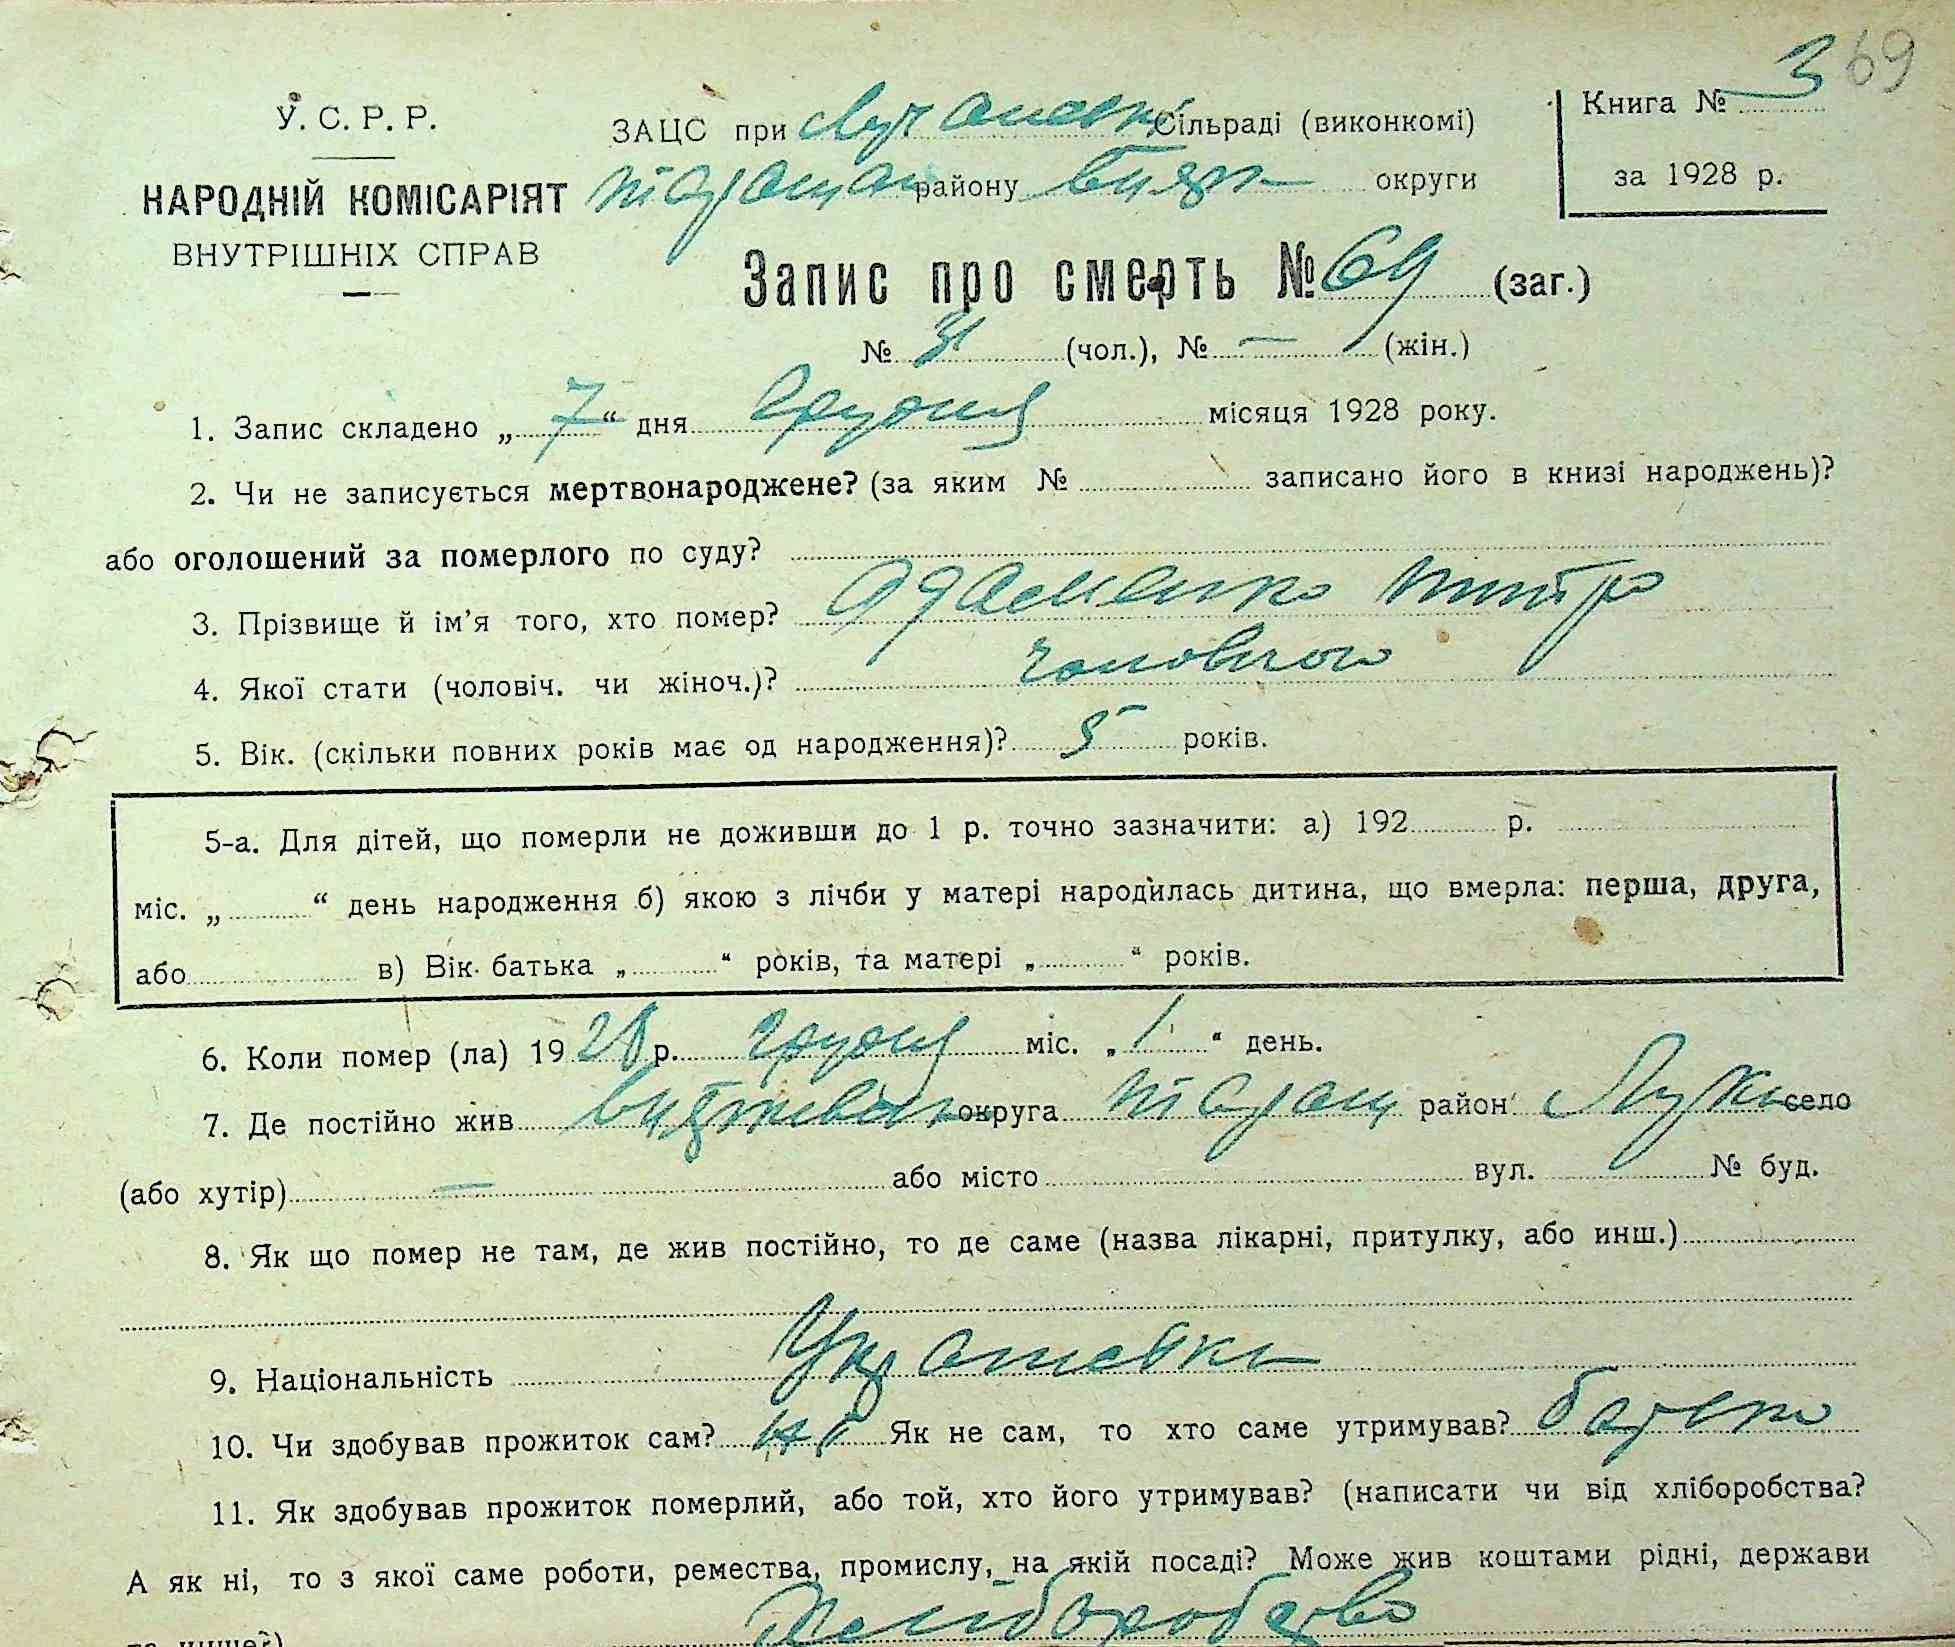 У. С. Р. Р.
НАРОДНІЙ КОМІСАРІЯТ
ВНУТРІШНІХ СПРАВ
ЗАЦС при Лучанські Сільраді (виконкомі)
району округи
Книга № 3 69
за 1928 р.
Запис про смерть № 69 (заг.)
№ 31 (чол.), № — (жін.)
1. Запис складено „ 7 “ дня Грудня місяця 1928 року.
2. Чи не записується мертвонароджене? (за яким № записано його в книзі народжень)?
або оголошений за померлого по суду?
3. Прізвище й ім’я того, хто помер? Адаменко
4. Якої стати (чоловіч. чи жіноч.)?
5. Вік. (скільки повних років має од народження)? 5 років.
5-а. Для дітей, що померли не доживши до 1 р. точно зазначити: а) 192 р.
міс. „ “ день народження б) якою з лічби у матері народилась дитина, що вмерла: перша, друга,
або в) Вік батька „ “ років, та матері „ “ років.
6. Коли помер (ла) 1928 р. грудня міс. „ 1 “ день.
7. Де постійно жив округа Таращ район село
(або хутір) — або місто вул. № буд.
8. Як що помер не там, де жив постійно, то де саме (назва лікарні, притулку, або инш.)
9. Національність
10. Чи здобував прожиток сам? ні Як не сам, то хто саме утримував? батько
11. Як здобував прожиток померлий, або той, хто його утримував? (написати чи від хліборобства?
А як ні, то з якої саме роботи, ремества, промислу, на якій посаді? Може жив коштами рідні, держави
Хліборобство